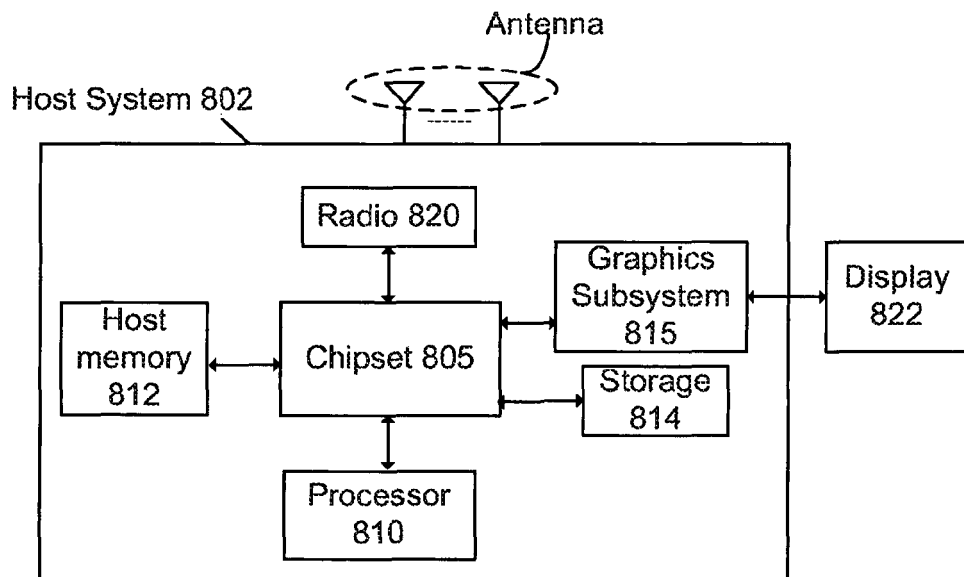 Antenna
Host System 802
Radio 820
Graphics
Subsystem
815
Display
822
Host
memory
812
Chipset 805
Storage
814
Processor
810